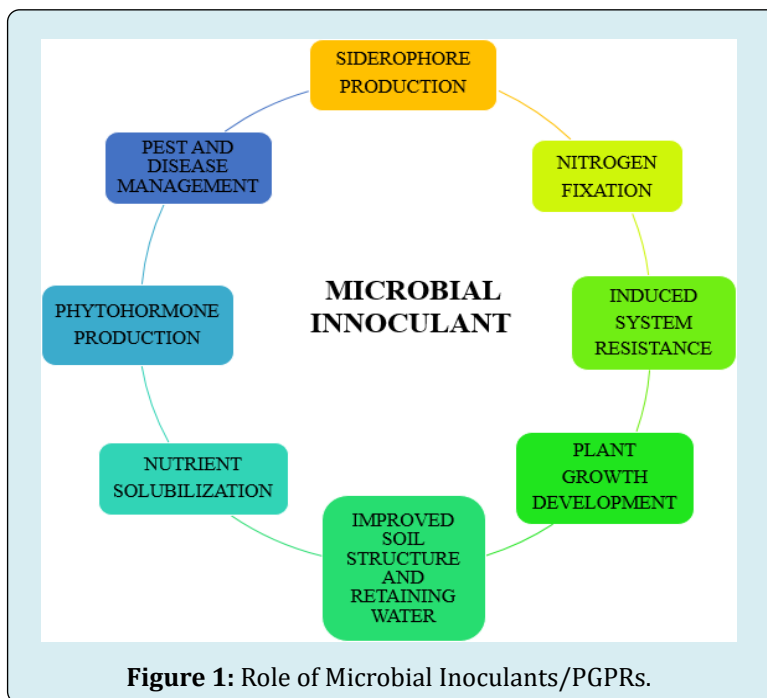 SIDEROPHORE
PRODUCTION
NITROGEN
FIXATION
INDUCED
SYSTEM
RESISTANCE
PLANT
GROWTH
DEVELOPMENT
IMPROVED
SOIL
STRUCTURE
AND
RETAINING
WATER
NUTRIENT
SOLUBILIZATION
PHYTOHORMONE
PRODUCTION
PEST AND
DISEASE
MANAGEMENT
MICROBIAL
INNOCULANT
Figure 1: Role of Microbial Inoculants/PGPRs.